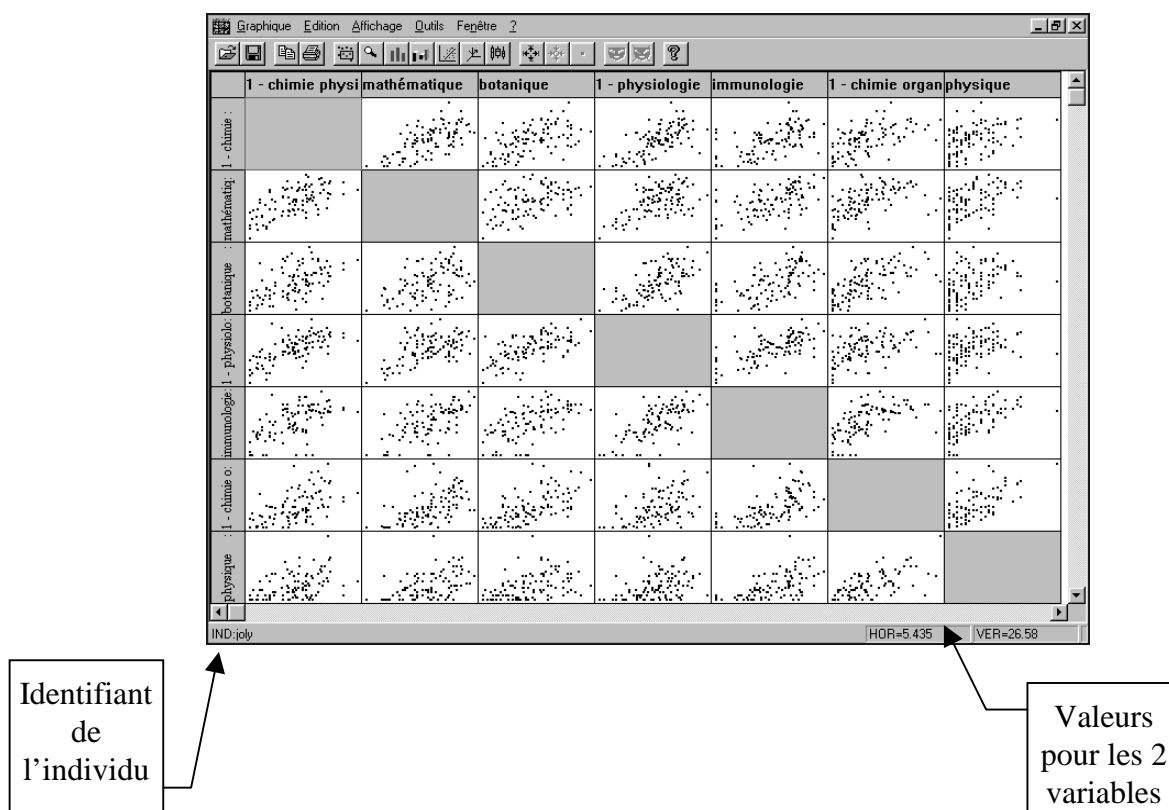 Graphique Edition Affichage Outils Fenêtre ?
1 - chimie physi mathématique botanique 1 - physiologie immunologie 1 - chimie organ physique
1 - chimie :
mathématiq:
botanique :
1 - physiolo:
immunologie:
1 - chimie o:
physique :
IND:joly HOR=5.435 VER=26.58
Identifiant
de
l'individu
Valeurs
pour les 2
variables